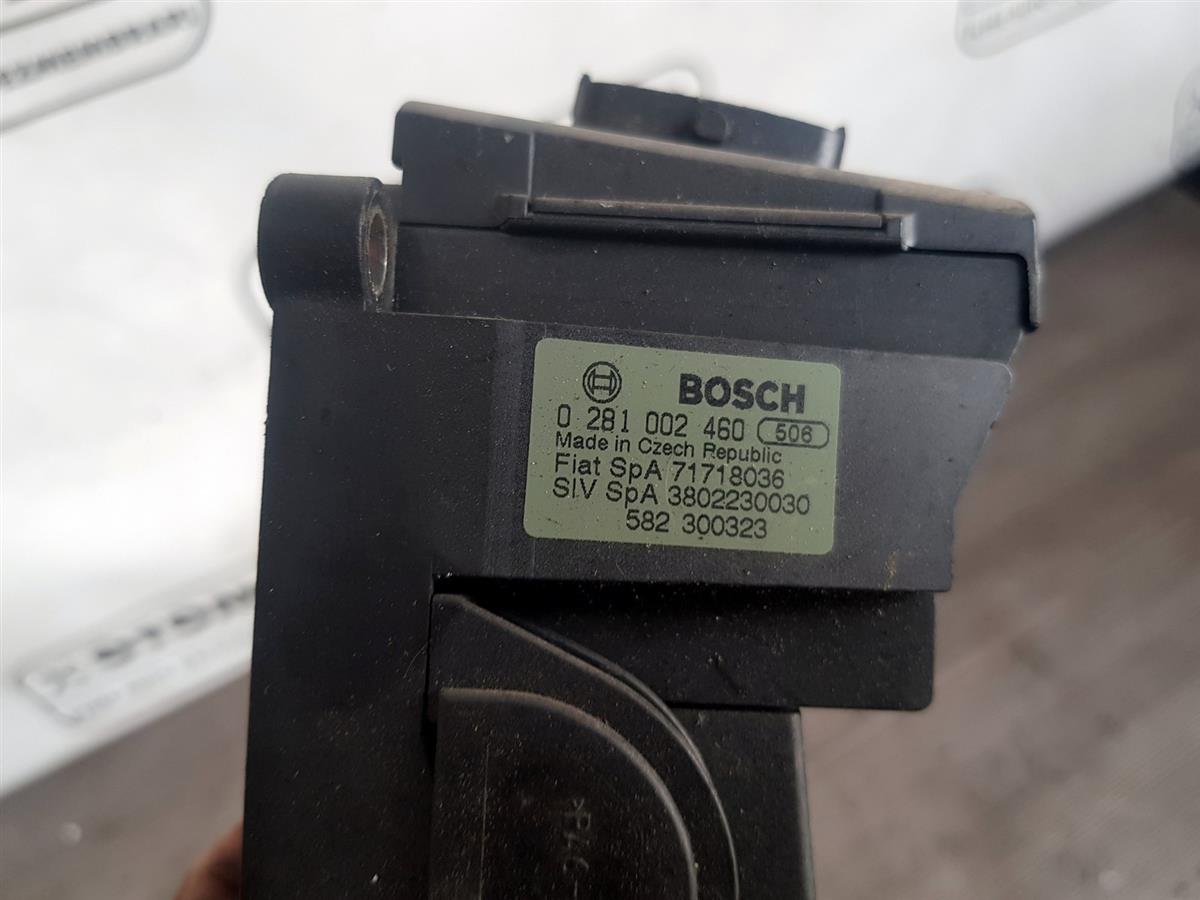 BOSCH
0 281 002 460 506
Made in Czech Republic
Fiat SpA 71718036
SIV SpA 3802230030
582 300323